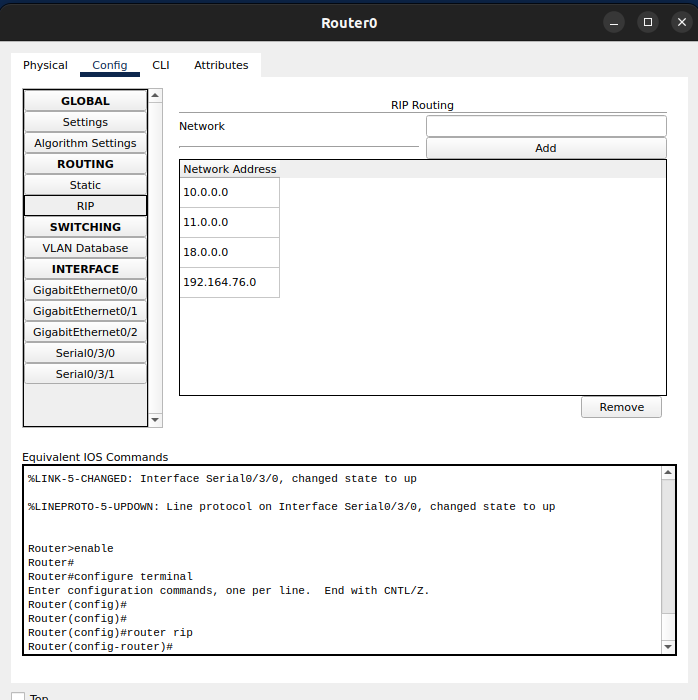 Router0
Physical
Config
CLI
Attributes
GLOBAL
Settings
Algorithm Settings
ROUTING
Static
RIP
SWITCHING
VLAN Database
INTERFACE
GigabitEthernet0/0
GigabitEthernet0/1
GigabitEthernet0/2
Serial0/3/0
Serial0/3/1
RIP Routing
Network
Add
Network Address
10.0.0.0
11.0.0.0
18.0.0.0
192.164.76.0
Remove
Equivalent IOS Commands
%LINK-5-CHANGED: Interface Serial0/3/0, changed state to up
%LINEPROTO-5-UPDOWN: Line protocol on Interface Serial0/3/0, changed state to up
Router>enable
Router#
Router#configure terminal
Enter configuration commands, one per line.  End with CNTL/Z.
Router(config)#
Router(config)#
Router(config)#router rip
Router(config-router)#
Top